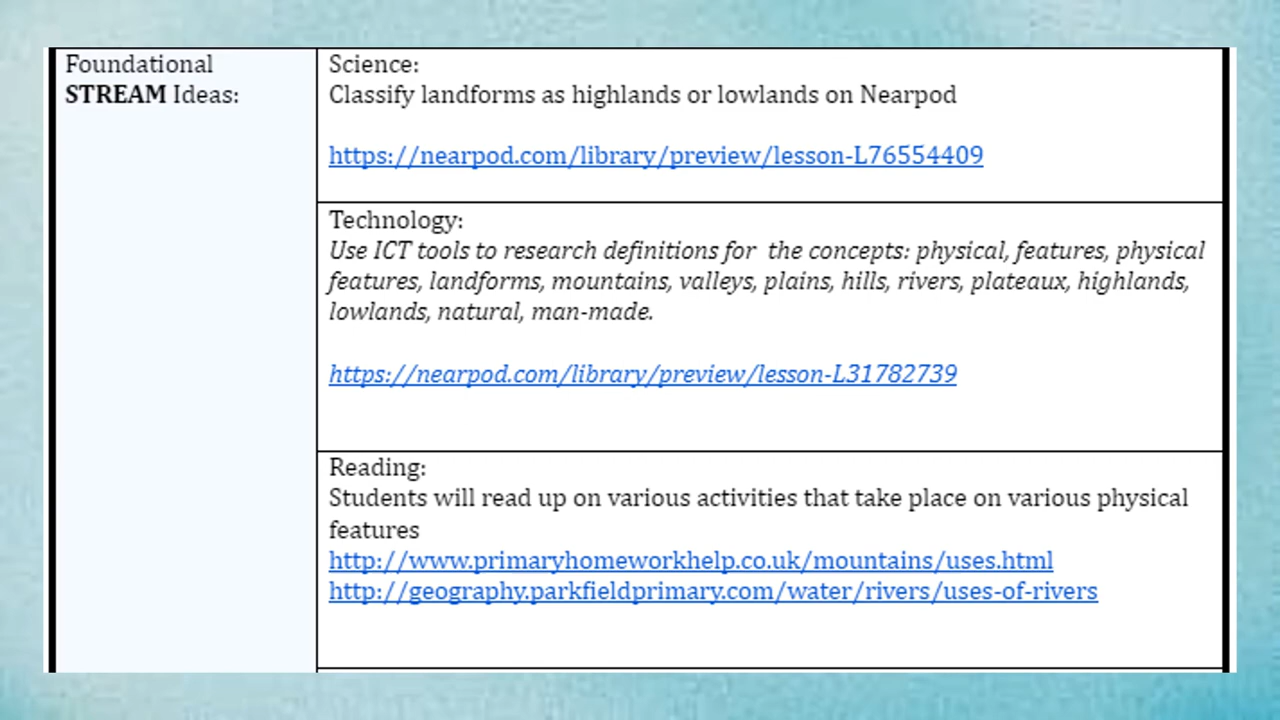 Foundational
STREAM Ideas:
Science:
Classify landforms as highlands or lowlands on Nearpod
https://nearpod.com/library/preview/lesson-L76554409
Technology:
Use ICT tools to research definitions for  the concepts: physical, features, physical
features, landforms, mountains, valleys, plains, hills, rivers, plateaux, highlands,
lowlands, natural, man-made.
https://nearpod.com/library/preview/lesson-L31782739
Reading:
Students will read up on various activities that take place on various physical
features
http://www.primaryhomeworkhelp.co.uk/mountains/uses.html
http://geography.parkfieldprimary.com/water/rivers/uses-of-rivers